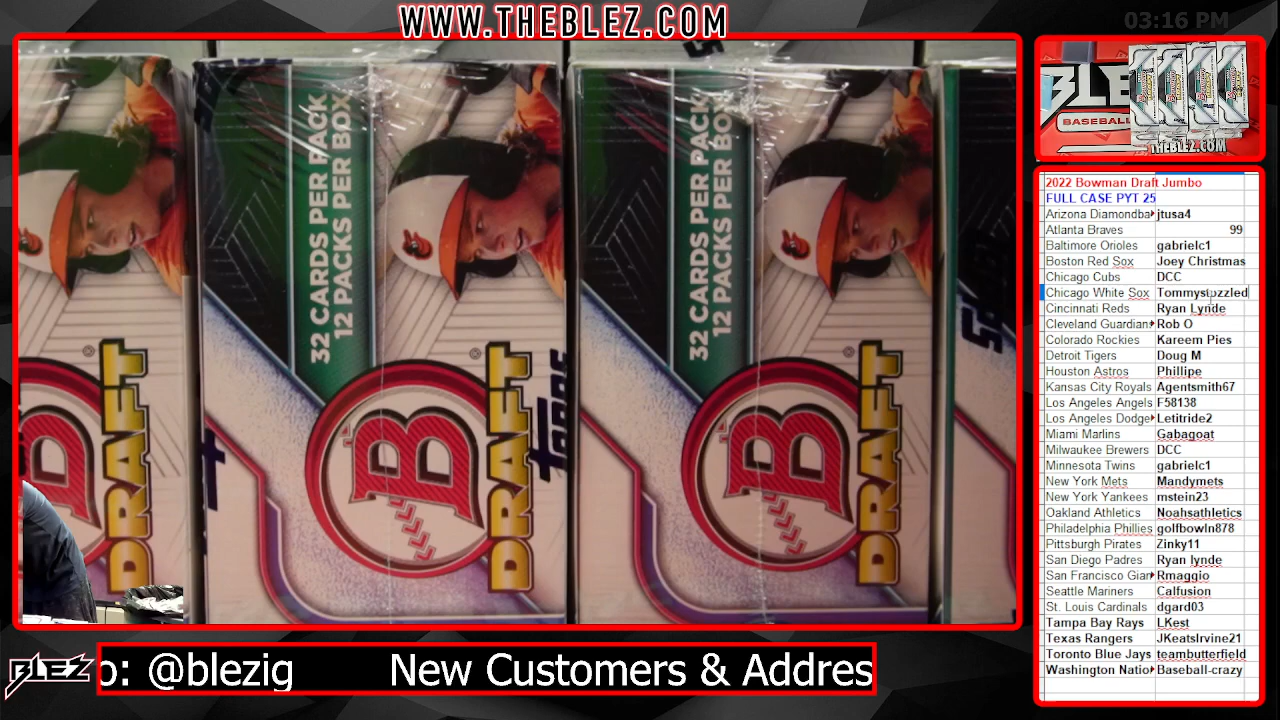 WWW.THEBLEZ.COM
03:16 PM
32 CARDS PER PACK
12 PACKS PER BOX
32 CARDS PER PACK
12 PACKS PER BOX
B
DRAFT
B
DRAFT
B
DRAFT
BLE
BASEBALL
THEBLEZ.COM
2022 Bowman Draft Jumbo
FULL CASE PYT 25
Arizona Diamondba jtusa4
Atlanta Braves 99
Baltimore Orioles gabrielc1
Boston Red Sox Joey Christmas
Chicago Cubs DCC
Chicago White Sox Tommyspzzled
Cincinnati Reds Ryan Lynde
Cleveland Guardian Rob O
Colorado Rockies Kareem Pies
Detroit Tigers Doug M
Houston Astros Phillipe
Kansas City Royals Agentsmith67
Los Angeles Angels F58138
Los Angeles Dodge Letitride2
Miami Marlins Gabagoat
Milwaukee Brewers DCC
Minnesota Twins gabrielc1
New York Mets Mandymets
New York Yankees mstein23
Oakland Athletics Noahsathletics
Philadelphia Phillies golfbowln878
Pittsburgh Pirates Zinky11
San Diego Padres Ryan lynde
San Francisco Gian Rmaggio
Seattle Mariners Calfusion
St. Louis Cardinals dgard03
Tampa Bay Rays LKest
Texas Rangers JKeatsIrvine21
Toronto Blue Jays teambutterfield
Washington Natio Baseball-crazy
BLEZ
o: @blezig New Customers & Addres